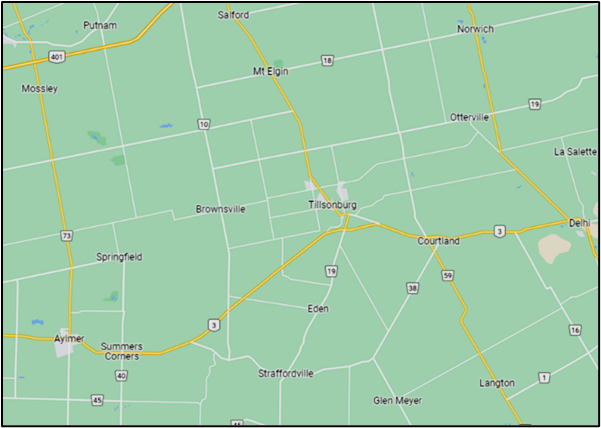 Putnam
Salford
Norwich
401
18
Mt Elgin
Mossley
19
Otterville
10
La Salette
Tillsonburg
Brownsville
Delhi
3
73
Courtland
Springfield
19
59
38
Eden
3
16
Aylmer
Summers
Corners
Straffordville
40
1
Langton
45
Glen Meyer
45